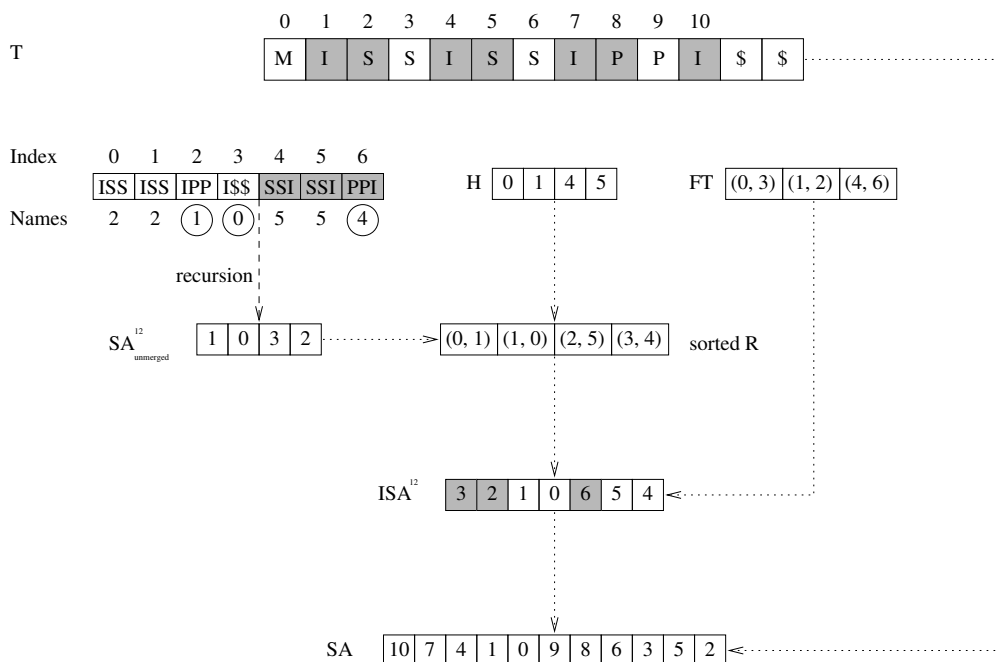 0 1 2 3 4 5 6 7 8 9 10
T M I S S I S S I P P I $ $
Index 0 1 2 3 4 5 6
ISS ISS IPP I$$ SSI SSI PPI
H 0 1 4 5
FT (0, 3) (1, 2) (4, 6)
Names 2 2 1 0 5 5 4
recursion
SA 12 unmerged 1 0 3 2
(0, 1) (1, 0) (2, 5) (3, 4) sorted R
ISA 12 3 2 1 0 6 5 4
SA 10 7 4 1 0 9 8 6 3 5 2